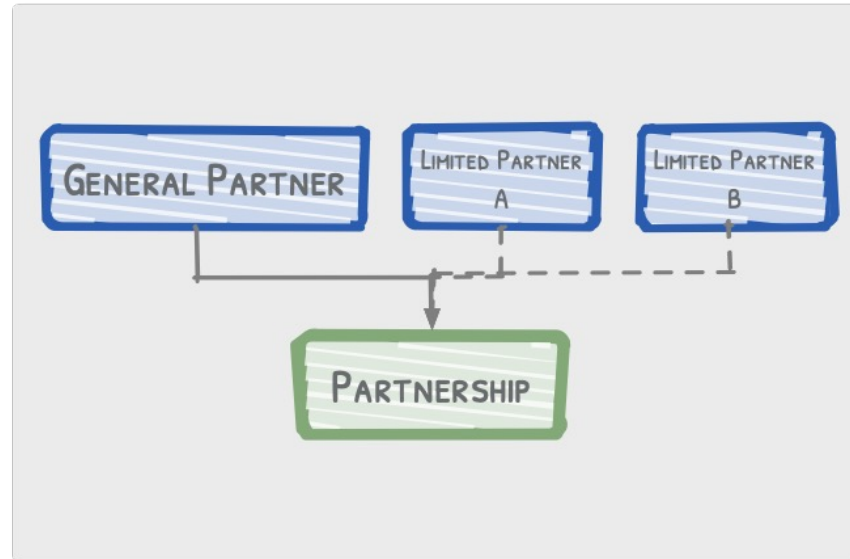 General Partner
Limited Partner
A
Limited Partner
B
Partnership